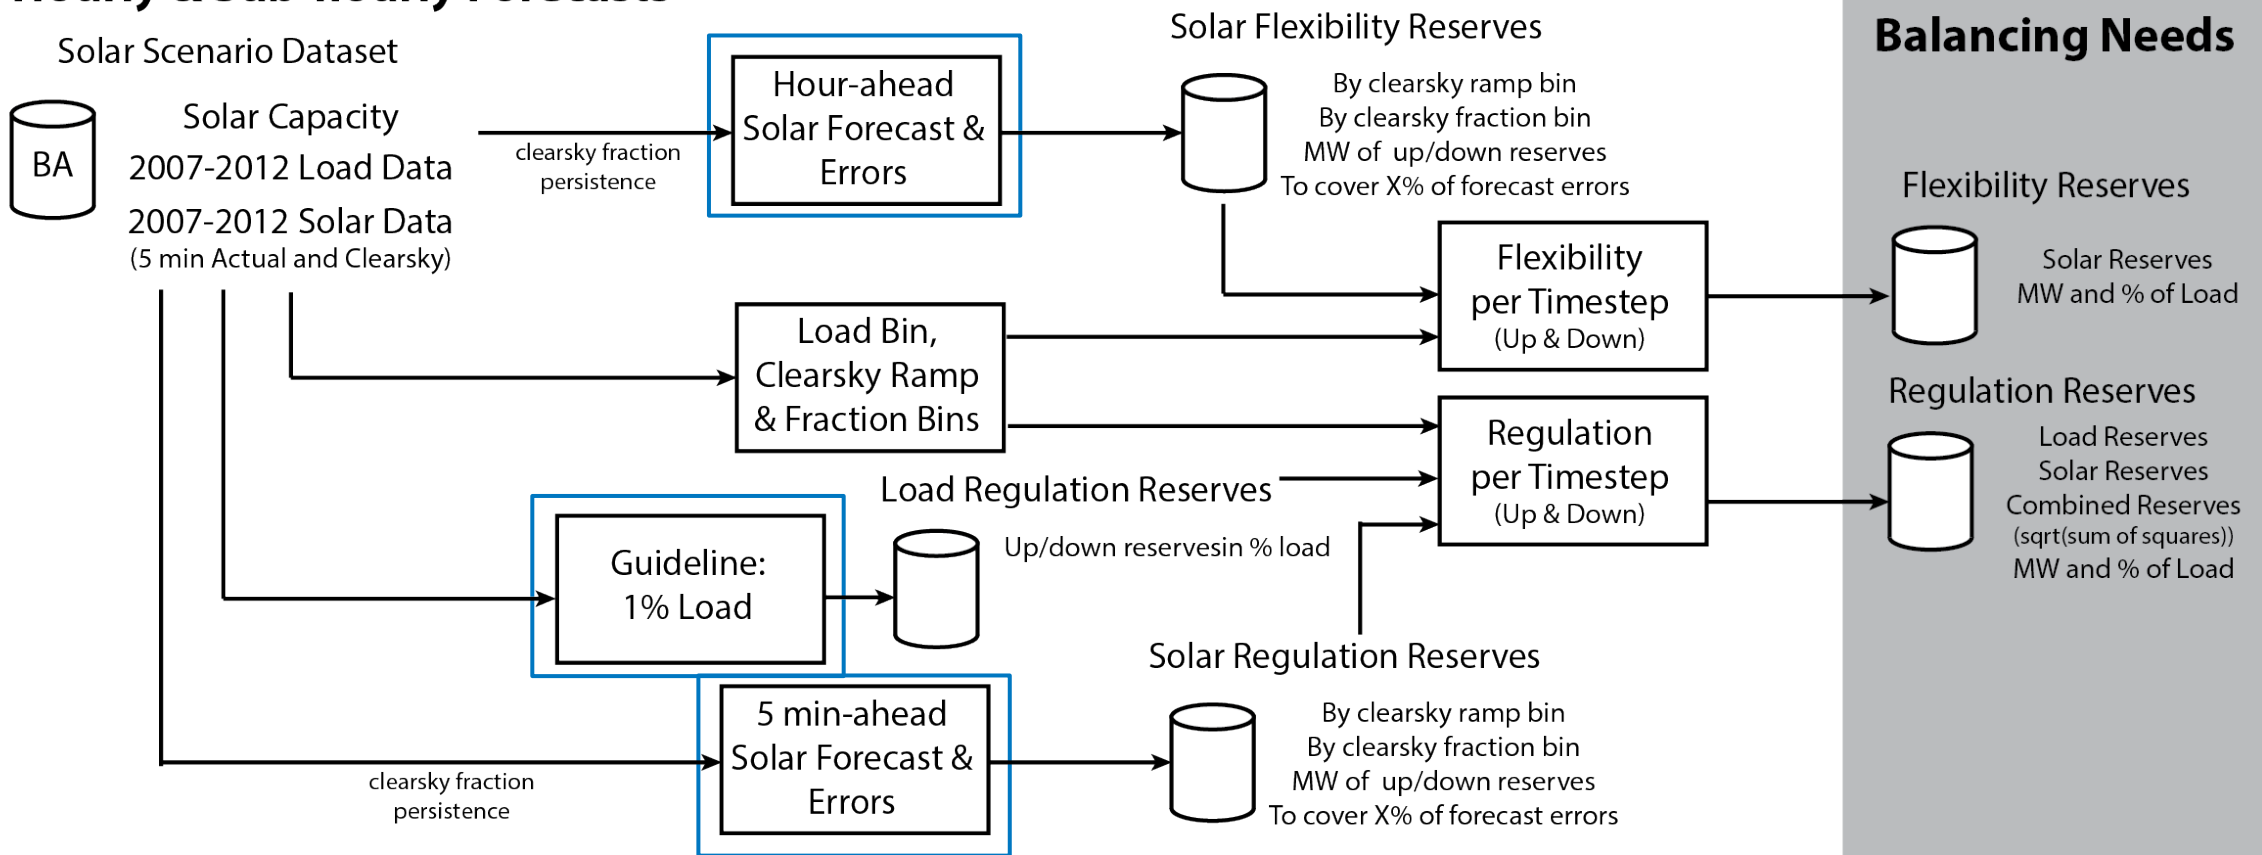 Hourly & Sub-hourly Forecasts
Solar Scenario Dataset
BA
Solar Capacity
2007-2012 Load Data
2007-2012 Solar Data
(5 min Actual and Clearsky)
clearsky fraction
persistence
Hour-ahead
Solar Forecast &
Errors
Solar Flexibility Reserves
By clearsky ramp bin
By clearsky fraction bin
MW of up/down reserves
To cover X% of forecast errors
Load Bin,
Clearsky Ramp
& Fraction Bins
Flexibility
per Timestep
(Up & Down)
Regulation
per Timestep
(Up & Down)
Guideline:
1% Load
Load Regulation Reserves
Up/down reservesin % load
clearsky fraction
persistence
5 min-ahead
Solar Forecast &
Errors
Solar Regulation Reserves
By clearsky ramp bin
By clearsky fraction bin
MW of up/down reserves
To cover X% of forecast errors
Balancing Needs
Flexibility Reserves
Solar Reserves
MW and % of Load
Regulation Reserves
Load Reserves
Solar Reserves
Combined Reserves
(sqrt(sum of squares))
MW and % of Load